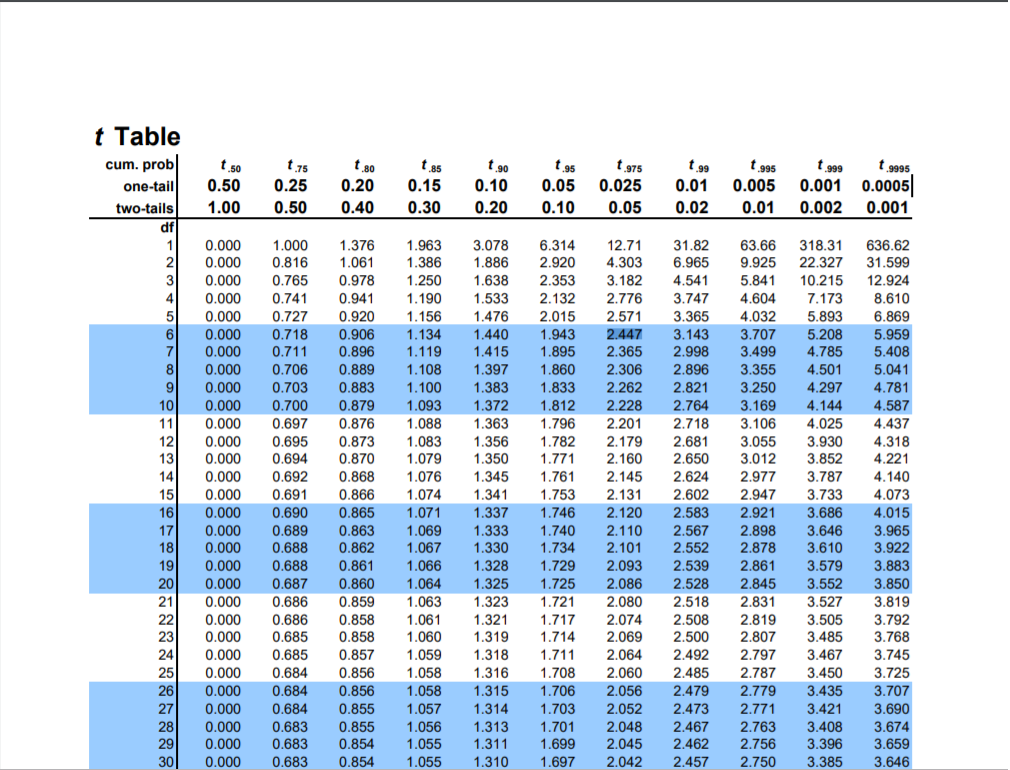 t Table
cum. prob t .50 t .75 t .80 t .85 t .90 t .95 t .975 t .99 t .995 t .999 t .9995
one-tail 0.50 0.25 0.20 0.15 0.10 0.05 0.025 0.01 0.005 0.001 0.0005
two-tails 1.00 0.50 0.40 0.30 0.20 0.10 0.05 0.02 0.01 0.002 0.001
df
1 0.000 1.000 1.376 1.963 3.078 6.314 12.71 31.82 63.66 318.31 636.62
2 0.000 0.816 1.061 1.386 1.886 2.920 4.303 6.965 9.925 22.327 31.599
3 0.000 0.765 0.978 1.250 1.638 2.353 3.182 4.541 5.841 10.215 12.924
4 0.000 0.741 0.941 1.190 1.533 2.132 2.776 3.747 4.604 7.173 8.610
5 0.000 0.727 0.920 1.156 1.476 2.015 2.571 3.365 4.032 5.893 6.869
6 0.000 0.718 0.906 1.134 1.440 1.943 2.447 3.143 3.707 5.208 5.959
7 0.000 0.711 0.896 1.119 1.415 1.895 2.365 2.998 3.499 4.785 5.408
8 0.000 0.706 0.889 1.108 1.397 1.860 2.306 2.896 3.355 4.501 5.041
9 0.000 0.703 0.883 1.100 1.383 1.833 2.262 2.821 3.250 4.297 4.781
10 0.000 0.700 0.879 1.093 1.372 1.812 2.228 2.764 3.169 4.144 4.587
11 0.000 0.697 0.876 1.088 1.363 1.796 2.201 2.718 3.106 4.025 4.437
12 0.000 0.695 0.873 1.083 1.356 1.782 2.179 2.681 3.055 3.930 4.318
13 0.000 0.694 0.870 1.079 1.350 1.771 2.160 2.650 3.012 3.852 4.221
14 0.000 0.692 0.868 1.076 1.345 1.761 2.145 2.624 2.977 3.787 4.140
15 0.000 0.691 0.866 1.074 1.341 1.753 2.131 2.602 2.947 3.733 4.073
16 0.000 0.690 0.865 1.071 1.337 1.746 2.120 2.583 2.921 3.686 4.015
17 0.000 0.689 0.863 1.069 1.333 1.740 2.110 2.567 2.898 3.646 3.965
18 0.000 0.688 0.862 1.067 1.330 1.734 2.101 2.552 2.878 3.610 3.922
19 0.000 0.688 0.861 1.066 1.328 1.729 2.093 2.539 2.861 3.579 3.883
20 0.000 0.687 0.860 1.064 1.325 1.725 2.086 2.528 2.845 3.552 3.850
21 0.000 0.686 0.859 1.063 1.323 1.721 2.080 2.518 2.831 3.527 3.819
22 0.000 0.686 0.858 1.061 1.321 1.717 2.074 2.508 2.819 3.505 3.792
23 0.000 0.685 0.858 1.060 1.319 1.714 2.069 2.500 2.807 3.485 3.768
24 0.000 0.685 0.857 1.059 1.318 1.711 2.064 2.492 2.797 3.467 3.745
25 0.000 0.684 0.856 1.058 1.316 1.708 2.060 2.485 2.787 3.450 3.725
26 0.000 0.684 0.856 1.058 1.315 1.706 2.056 2.479 2.779 3.435 3.707
27 0.000 0.684 0.855 1.057 1.314 1.703 2.052 2.473 2.771 3.421 3.690
28 0.000 0.683 0.855 1.056 1.313 1.701 2.048 2.467 2.763 3.408 3.674
29 0.000 0.683 0.854 1.055 1.311 1.699 2.045 2.462 2.756 3.396 3.659
30 0.000 0.683 0.854 1.055 1.310 1.697 2.042 2.457 2.750 3.385 3.646